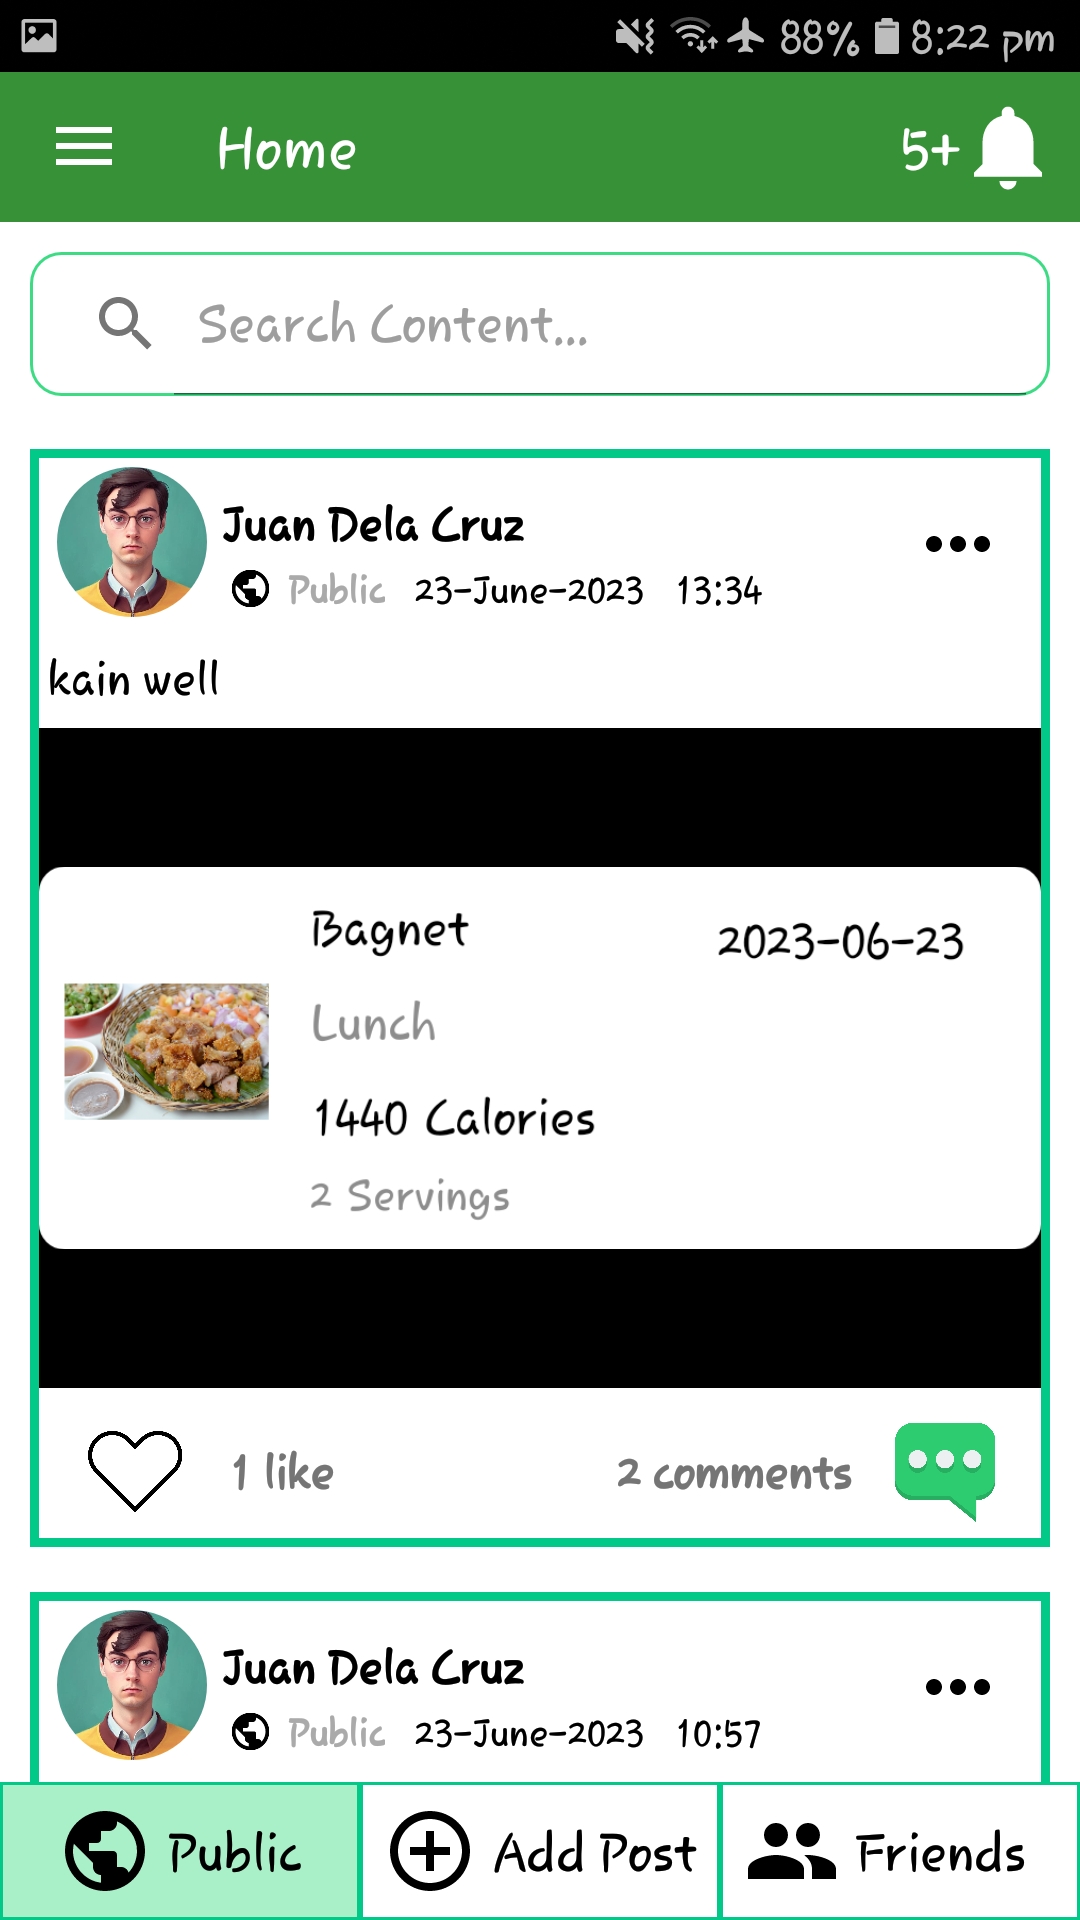 88% 8:22 pm
Home 5+
Search Content...
Juan Dela Cruz
Public 23-June-2023 13:34
kain well
Bagnet 2023-06-23
Lunch
1440 Calories
2 Servings
1 like 2 comments
Juan Dela Cruz
Public 23-June-2023 10:57
Public Add Post Friends